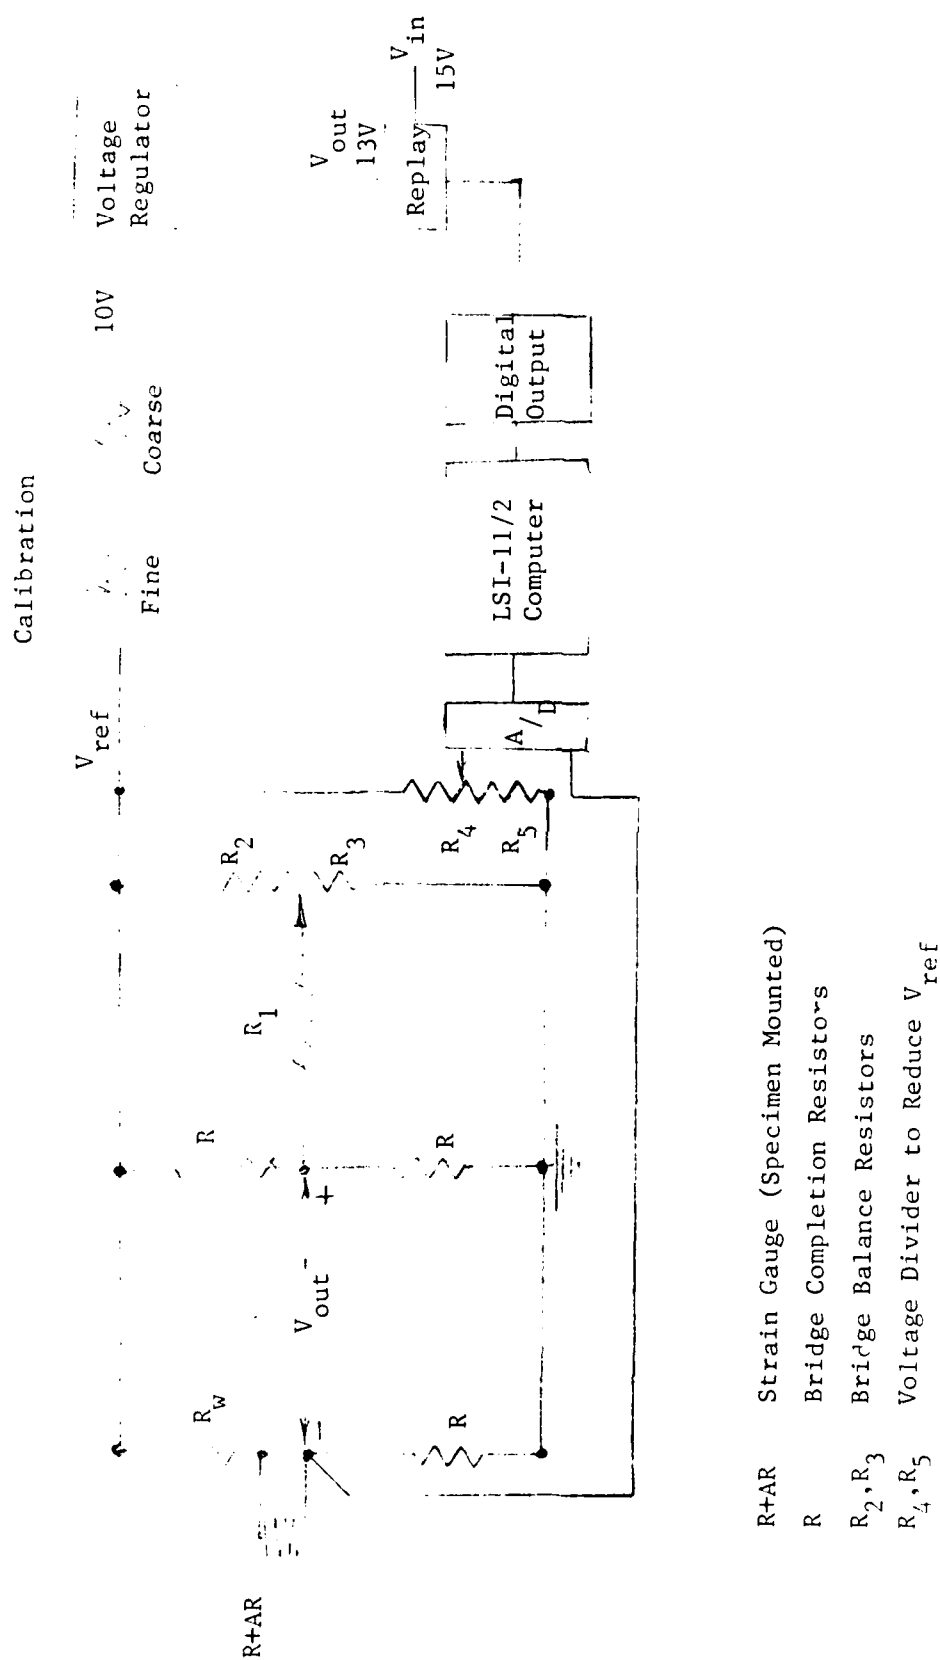 Calibration
V_ref
Fine
Coarse
10V
Voltage
Regulator
R_w
R
R_1
R_2
R_3
R+AR
V_out
-
+
-
R
R
R_4
R_5
A/D
LSI-11/2
Computer
Digital
Output
Replay
V_out
13V
V_in
15V
R+AR Strain Gauge (Specimen Mounted)
R Bridge Completion Resistors
R_2,R_3 Bridge Balance Resistors
R_4,R_5 Voltage Divider to Reduce V_ref